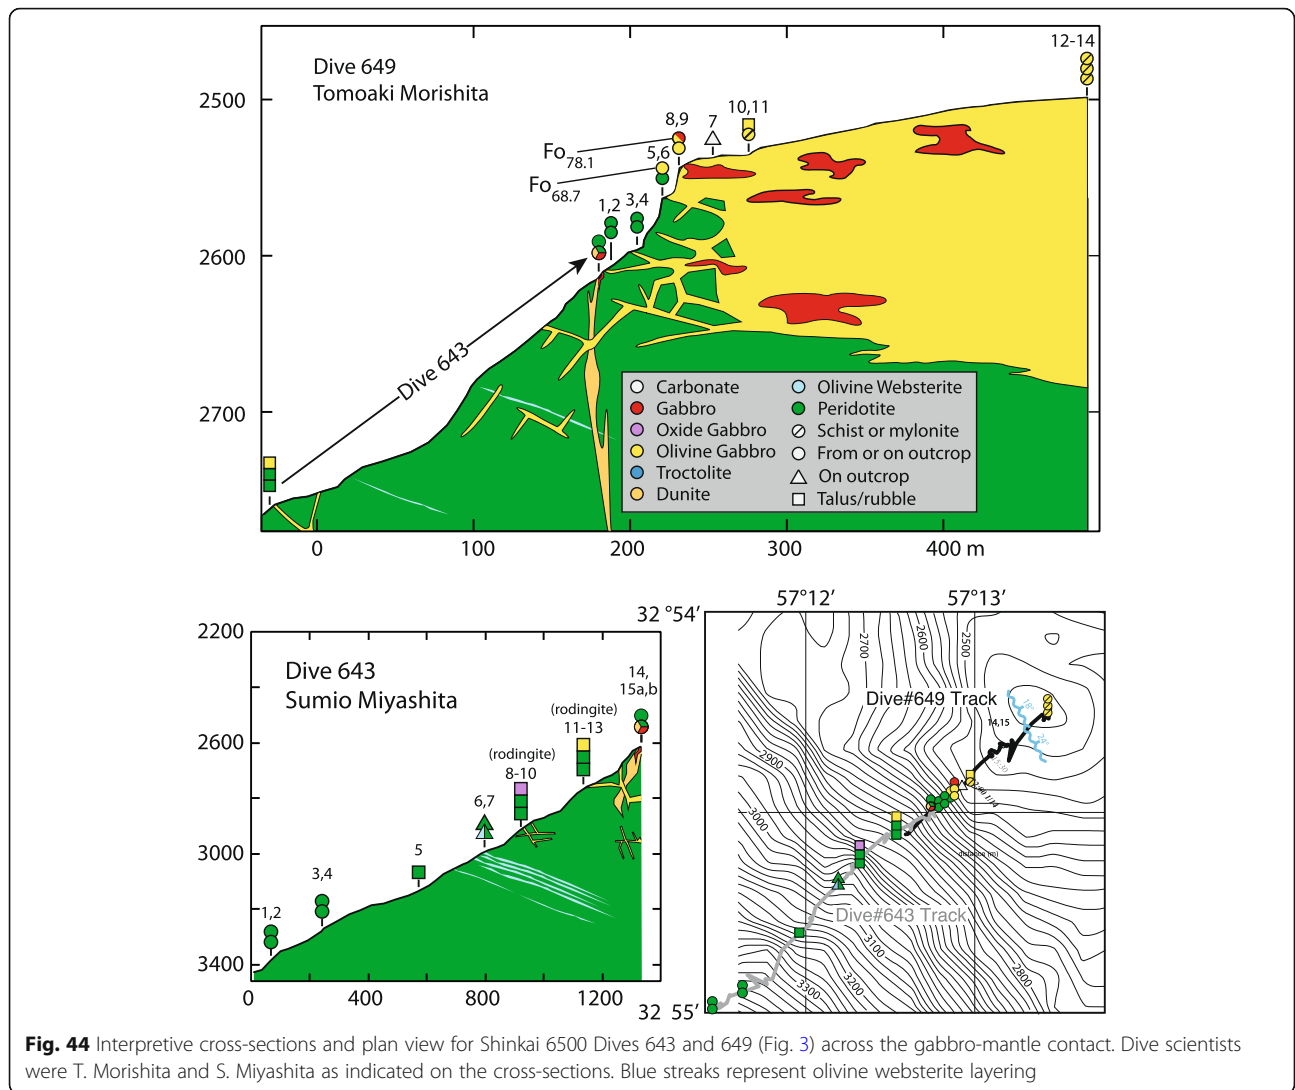 Dive 649
Tomoaki Morishita
12-14
2500
2600
2700
8,9
7
10,11
5,6
Fo78.1
Fo68.7
1,2
3,4
Dive 643
0
100
200
300
400 m
Carbonate
Gabbro
Oxide Gabbro
Olivine Gabbro
Troctolite
Dunite
Olivine Websterite
Peridotite
Schist or mylonite
From or on outcrop
On outcrop
Talus/rubble
Dive 643
Sumio Miyashita
2200
2600
3000
3400
0
400
800
1200
1,2
3,4
5
6,7
(rodingite)
8-10
(rodingite)
11-13
14,
15a,b
32 °54′
32 55′
57°12′
57°13′
2700
2600
2500
Dive#649 Track
18°
24°
14,15
2900
3000
distance (m)
Dive#643 Track
3100
3200
3300
2800
Fig. 44 Interpretive cross-sections and plan view for Shinkai 6500 Dives 643 and 649 (Fig. 3) across the gabbro-mantle contact. Dive scientists
were T. Morishita and S. Miyashita as indicated on the cross-sections. Blue streaks represent olivine websterite layering